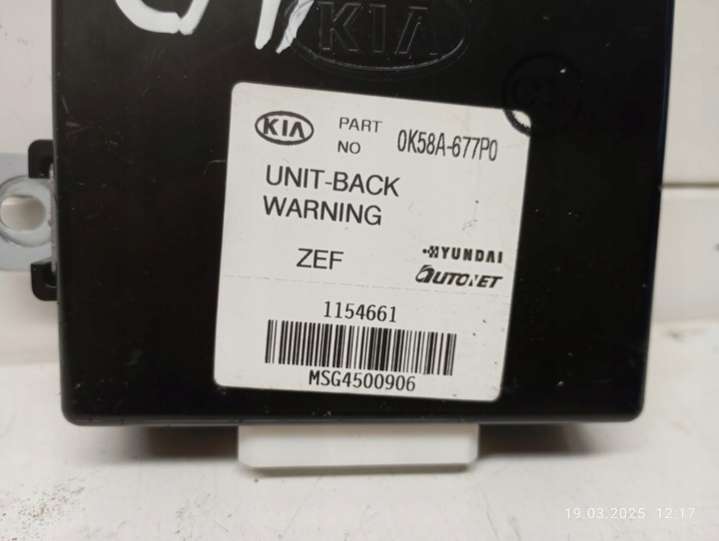 KIA
KIA PART NO 0K58A-677P0
UNIT-BACK
WARNING
ZEF
HYUNDAI
AUTONET
1154661
MSG4500906
19.03.2025 12:17